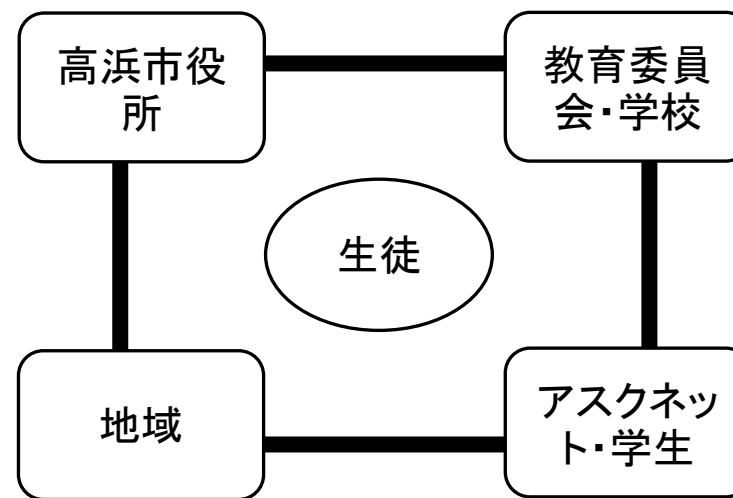 高浜市役
所
教育委員
会・学校
生徒
地域
アスクネッ
ト・学生